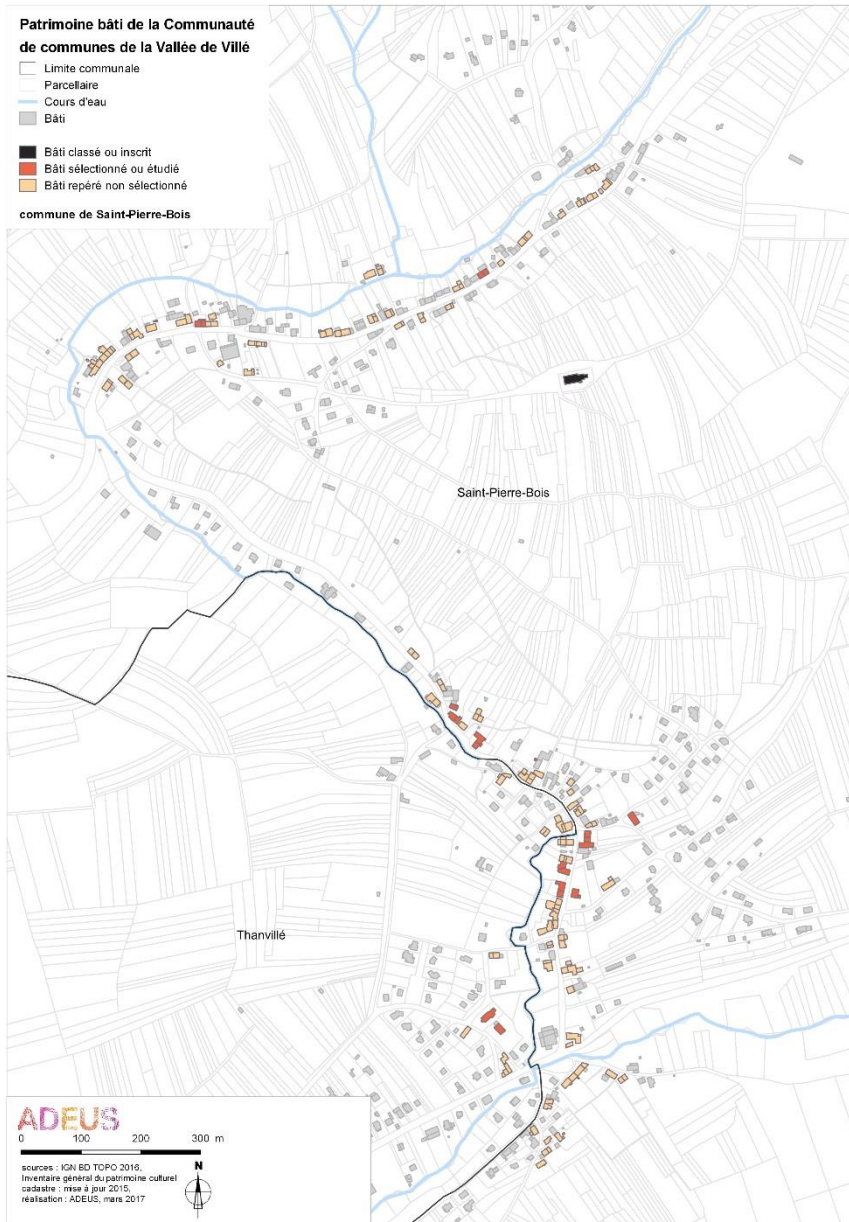 Patrimoine bâti de la Communauté
de communes de la Vallée de Villé
Limite communale
Parcellaire
Cours d'eau
Bâti
Bâti classé ou inscrit
Bâti sélectionné ou étudié
Bâti repéré non sélectionné
commune de Saint-Pierre-Bois
Saint-Pierre-Bois
Thanvillé
ADEUS
0 100 200 300 m
sources : IGN BD TOPO 2016,
Inventaire général du patrimoine culturel
cadastre : mise à jour 2015,
réalisation : ADEUS, mars 2017
N